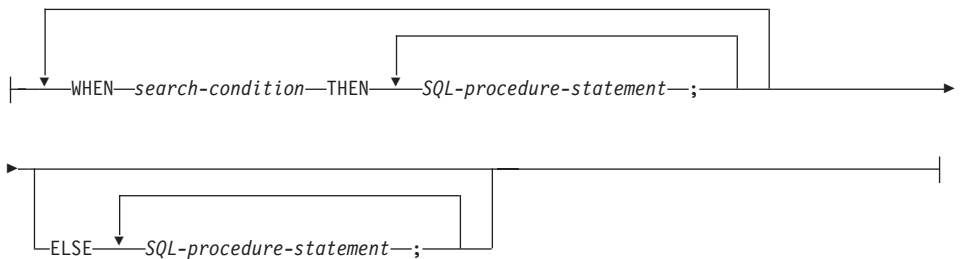 WHEN search-condition THEN SQL-procedure-statement ;
ELSE SQL-procedure-statement ;